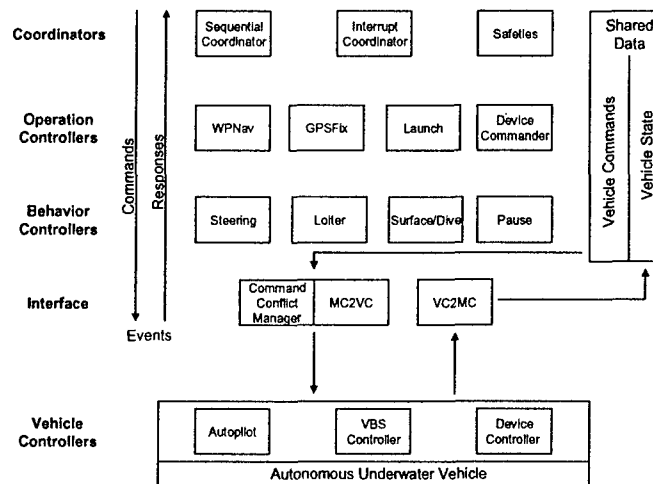 Coordinators
Sequential
Coordinator
Interrupt
Coordinator
Safeties
Shared
Data
Operation
Controllers
WPNav
GPSFix
Launch
Device
Commander
Commands
Responses
Vehicle Commands
Vehicle State
Behavior
Controllers
Steering
Loiter
Surface/Dive
Pause
Interface
Command
Conflict
Manager
MC2VC
VC2MC
Events
Vehicle
Controllers
Autopilot
VBS
Controller
Device
Controller
Autonomous Underwater Vehicle